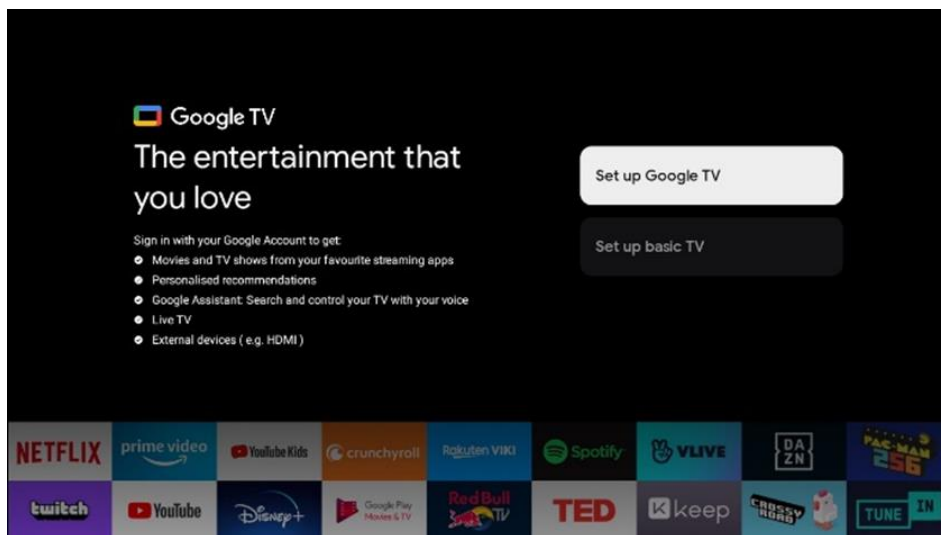 Google TV
The entertainment that
you love
Sign in with your Google Account to get:
Movies and TV shows from your favourite streaming apps
Personalised recommendations
Google Assistant: Search and control your TV with your voice
Live TV
External devices ( e.g. HDMI )
Set up Google TV
Set up basic TV
NETFLIX prime video YouTube Kids crunchyroll Rakuten VIKI Spotify VLIVE DAZN PAC-MAN 256
twitch YouTube Disney+ Google Play Movies & TV Red Bull TV TED K keep CROSSY ROAD TUNE IN